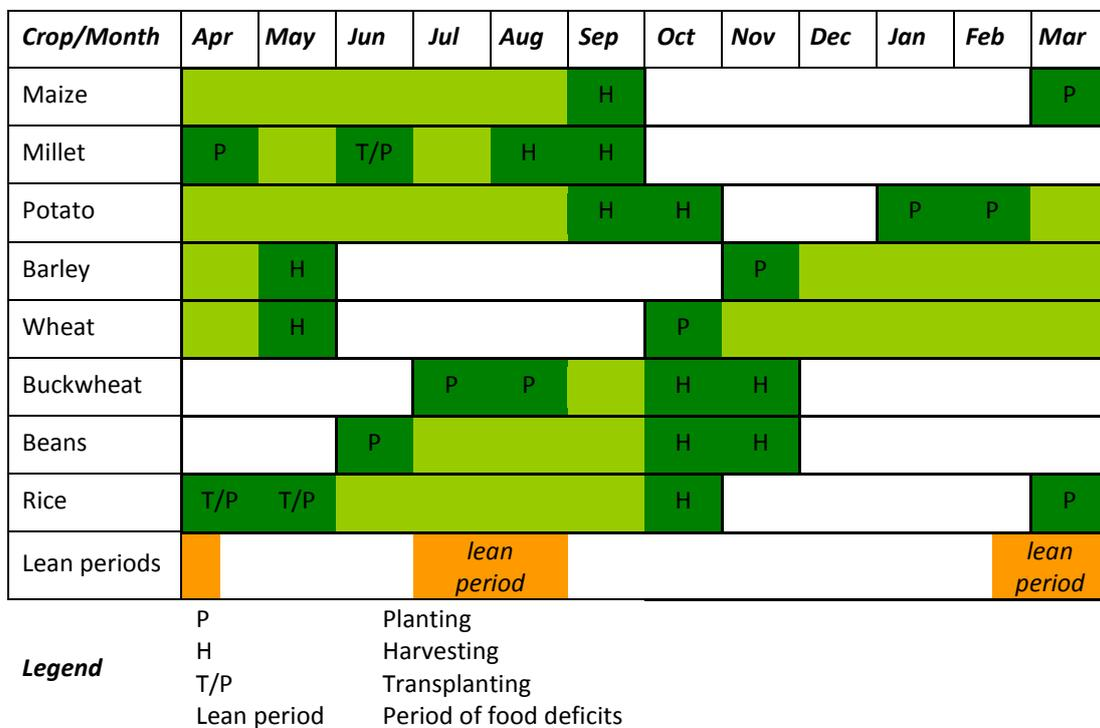 Crop/Month Apr May Jun Jul Aug Sep Oct Nov Dec Jan Feb Mar
Maize H P
Millet P T/P H H
Potato H H P P
Barley H P
Wheat H P
Buckwheat P P H H
Beans P H H
Rice T/P T/P H P
Lean periods lean period lean period
Legend
P Planting
H Harvesting
T/P Transplanting
Lean period Period of food deficits